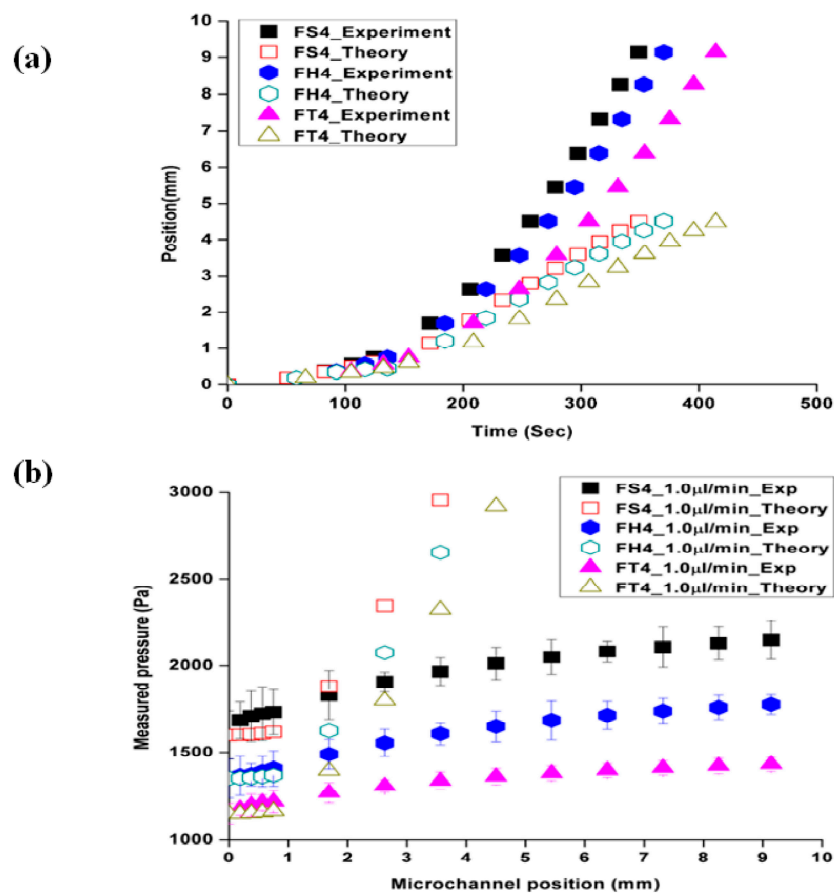 (a)
FS4_Experiment
FS4_Theory
FH4_Experiment
FH4_Theory
FT4_Experiment
FT4_Theory
Position(mm)
10
9
8
7
6
5
4
3
2
1
0
0 100 200 300 400 500
Time (Sec)
(b)
FS4_1.0μl/min_Exp
FS4_1.0μl/min_Theory
FH4_1.0μl/min_Exp
FH4_1.0μl/min_Theory
FT4_1.0μl/min_Exp
FT4_1.0μl/min_Theory
Measured pressure (Pa)
3000
2500
2000
1500
1000
0 1 2 3 4 5 6 7 8 9 10
Microchannel position (mm)